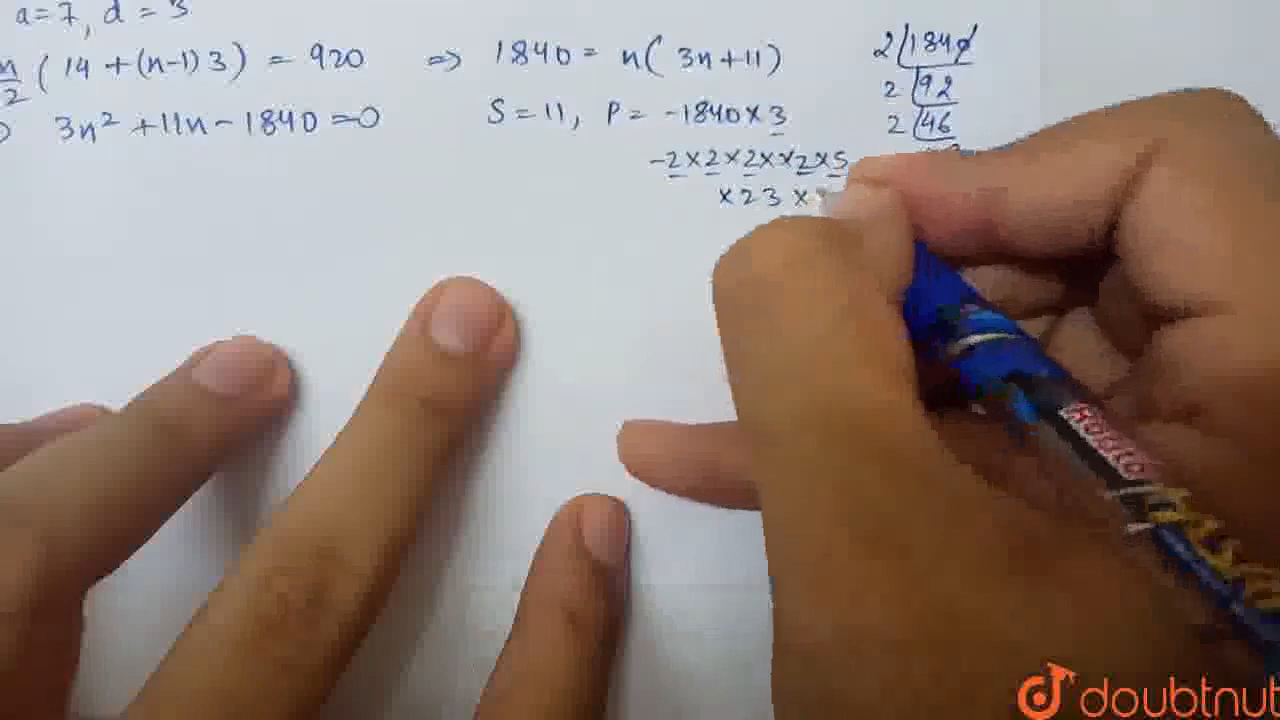 a=7, d = 3
n/2 ( 14 + (n-1) 3 ) = 920 ⇒ 1840 = n( 3n+11)
3n² +11n - 1840 =0
S = 11, P = -1840 × 3
-2 × 2 × 2 × × 2 × 5
× 23 ×
2 | 1840
2 | 92
2 | 46
doubtnut